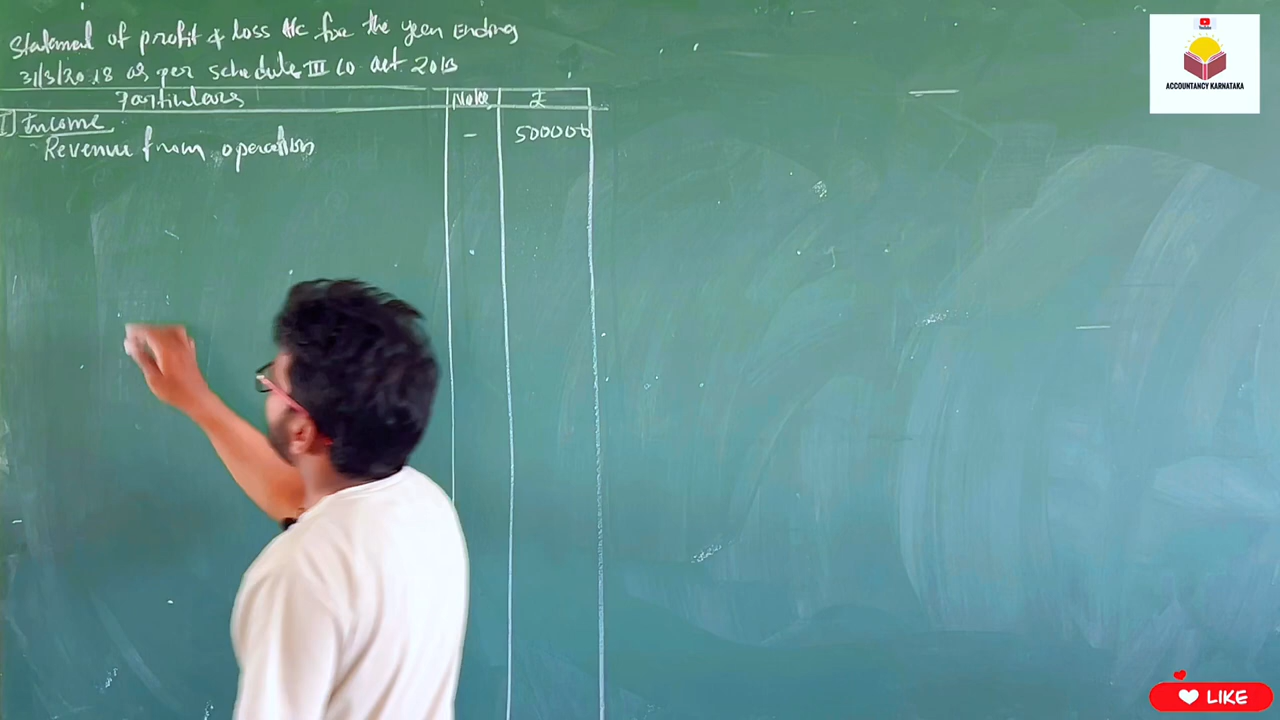 Statement of profit & loss A/c for the year Ending
31/3/2018 as per schedule III Co act 2013
Particulars Note ₹
I] Income
Revenue from operation - 500000
YouTube
ACCOUNTANCY KARNATAKA
LIKE